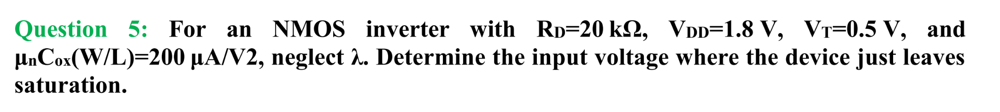 Question 5: For an NMOS inverter with RD=20 kΩ, VDD=1.8 V, VT=0.5 V, and
µnCox(W/L)=200 µA/V2, neglect λ. Determine the input voltage where the device just leaves
saturation.